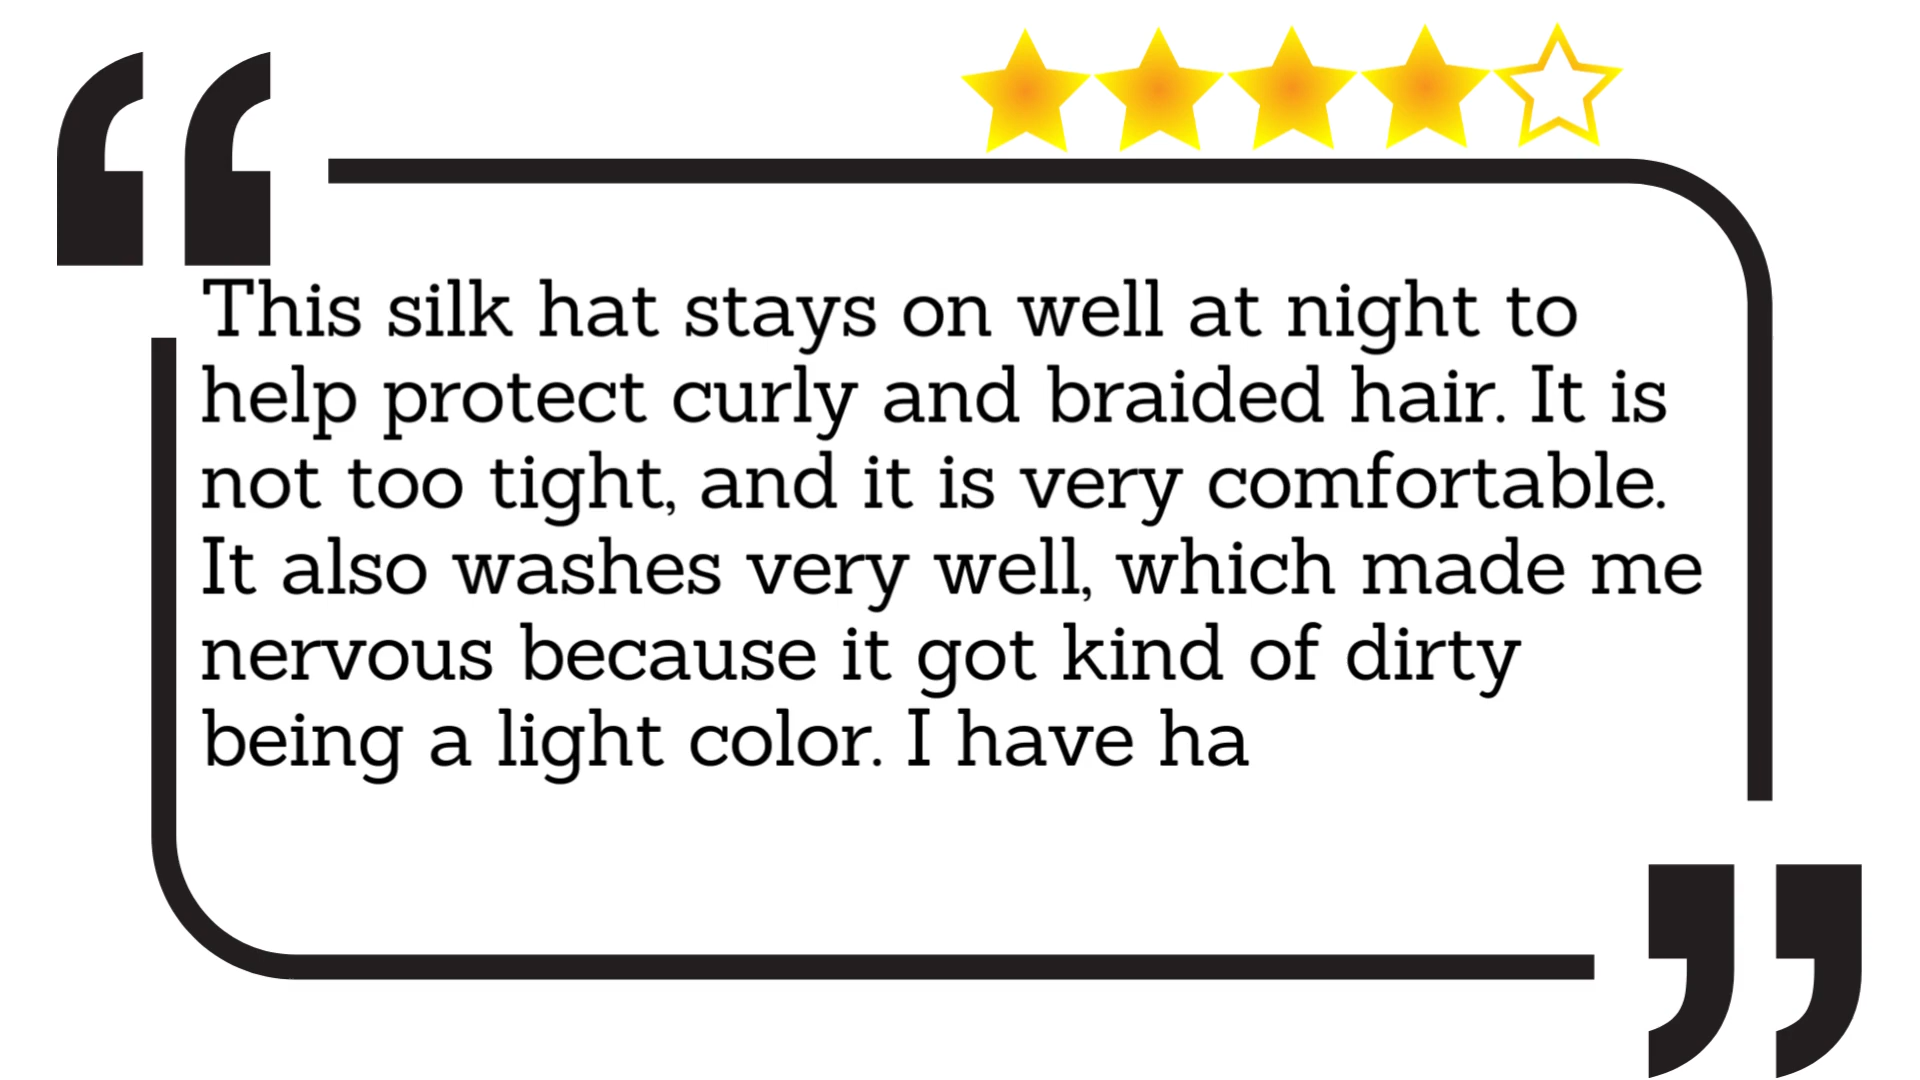 This silk hat stays on well at night to
help protect curly and braided hair. It is
not too tight, and it is very comfortable.
It also washes very well, which made me
nervous because it got kind of dirty
being a light color. I have ha